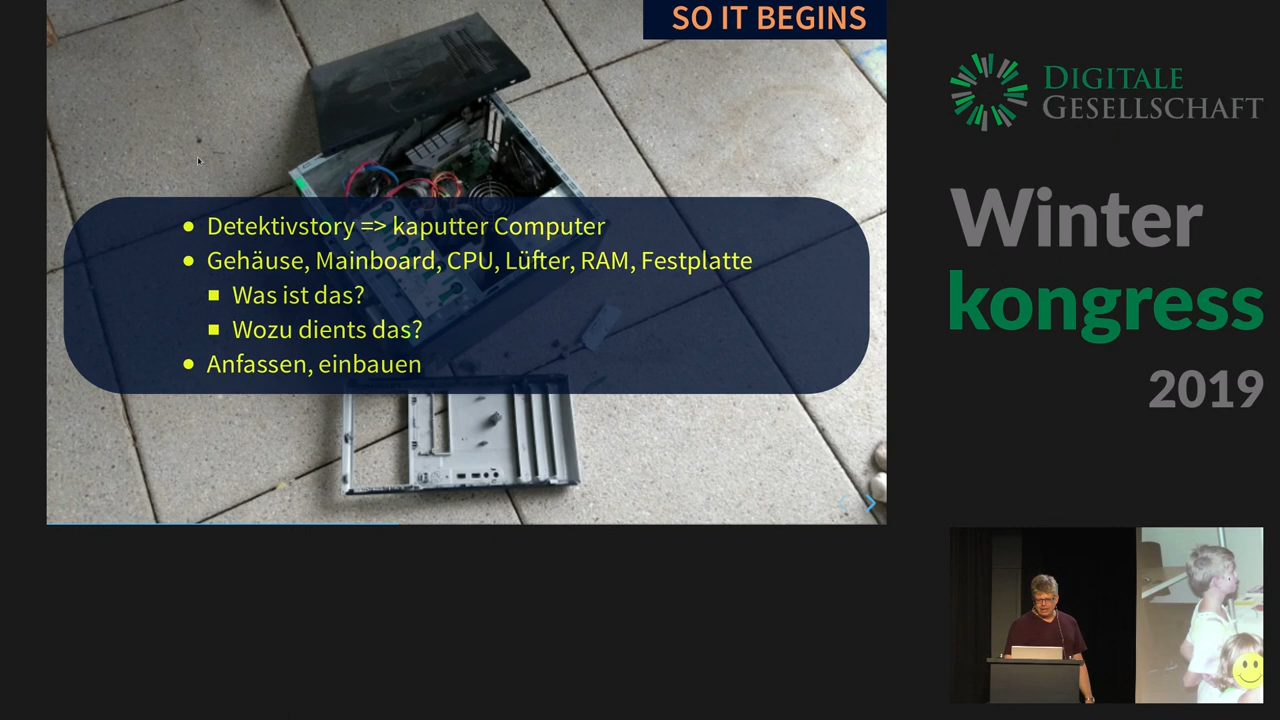 SO IT BEGINS
Detektivstory => kaputter Computer
Gehäuse, Mainboard, CPU, Lüfter, RAM, Festplatte
Was ist das?
Wozu dients das?
Anfassen, einbauen
DIGITALE
GESELLSCHAFT
Winter
kongress
2019